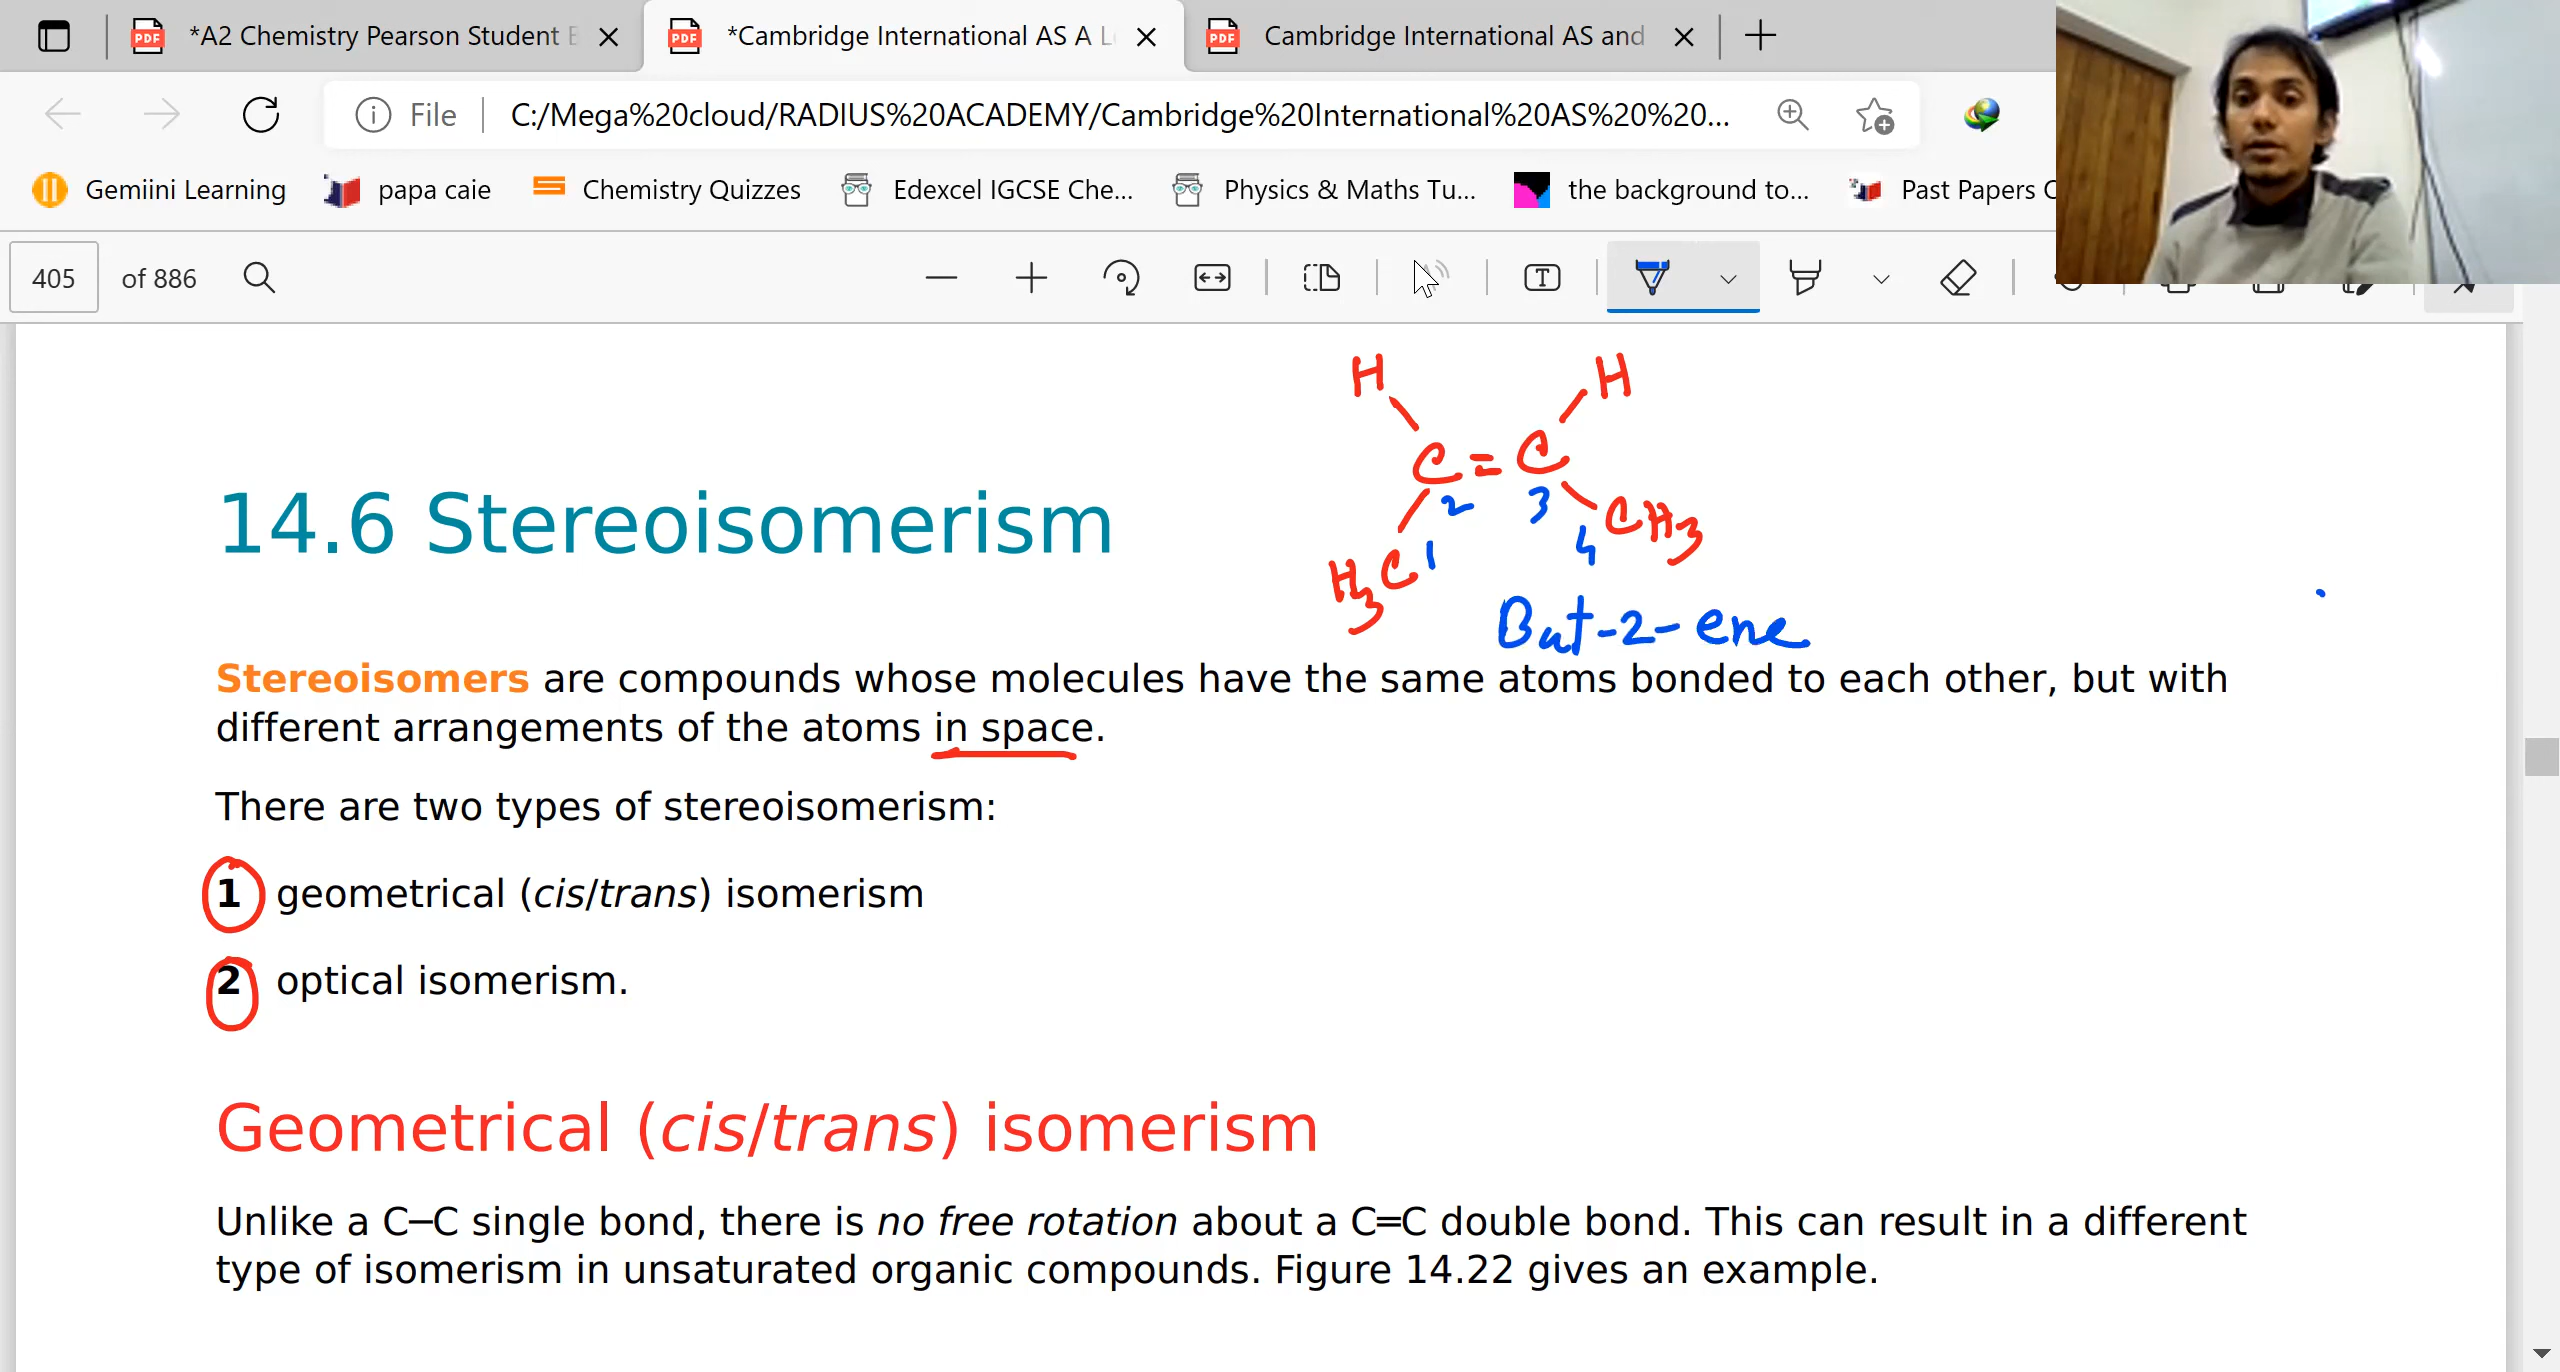 *A2 Chemistry Pearson Student
*Cambridge International AS A L
Cambridge International AS and
File
C:/Mega%20cloud/RADIUS%20ACADEMY/Cambridge%20International%20AS%20%20...
Gemiini Learning
papa caie
Chemistry Quizzes
Edexcel IGCSE Che...
Physics & Maths Tu...
the background to...
Past Papers
405 of 886
H H
C = C
2 3
H3C 1 4 CH3
But-2-ene
14.6 Stereoisomerism
Stereoisomers are compounds whose molecules have the same atoms bonded to each other, but with
different arrangements of the atoms in space.
There are two types of stereoisomerism:
1 geometrical (cis/trans) isomerism
2 optical isomerism.
Geometrical (cis/trans) isomerism
Unlike a C–C single bond, there is no free rotation about a C=C double bond. This can result in a different
type of isomerism in unsaturated organic compounds. Figure 14.22 gives an example.